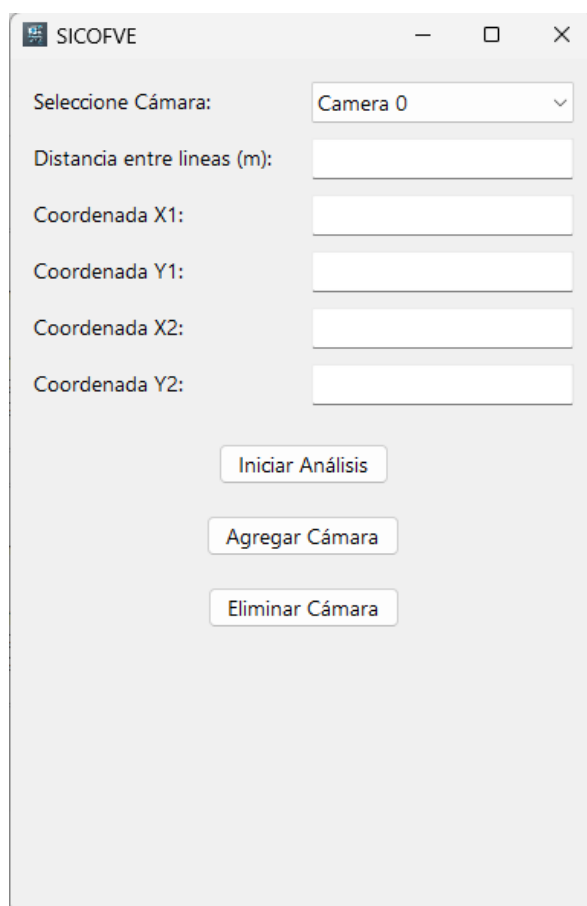 SICOFVE
Seleccione Cámara: Camera 0
Distancia entre lineas (m):
Coordenada X1:
Coordenada Y1:
Coordenada X2:
Coordenada Y2:
Iniciar Análisis
Agregar Cámara
Eliminar Cámara